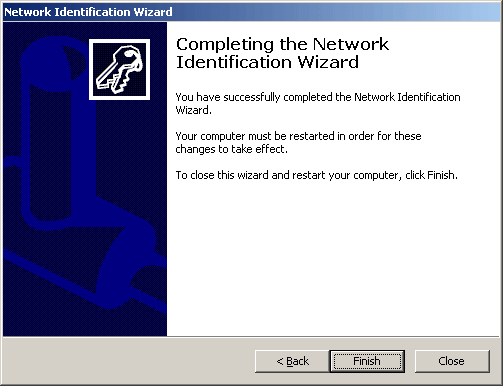 Network Identification Wizard
Completing the Network
Identification Wizard
You have successfully completed the Network Identification
Wizard.
Your computer must be restarted in order for these
changes to take effect.
To close this wizard and restart your computer, click Finish.
< Back
Finish
Close